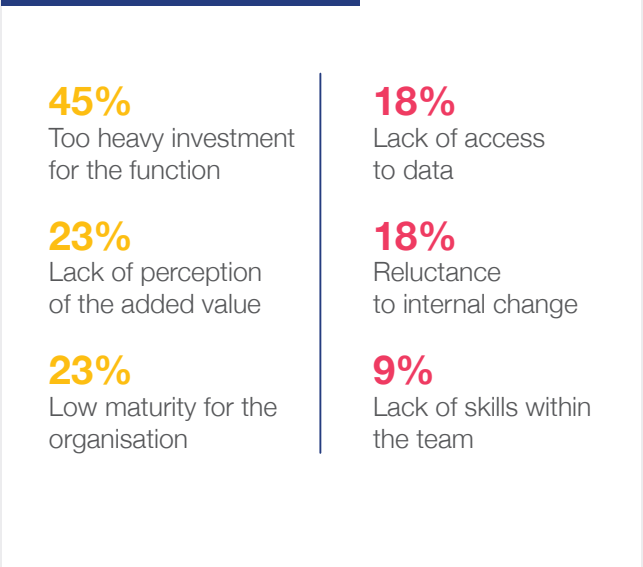 45%
Too heavy investment
for the function
23%
Lack of perception
of the added value
23%
Low maturity for the
organisation
18%
Lack of access
to data
18%
Reluctance
to internal change
9%
Lack of skills within
the team